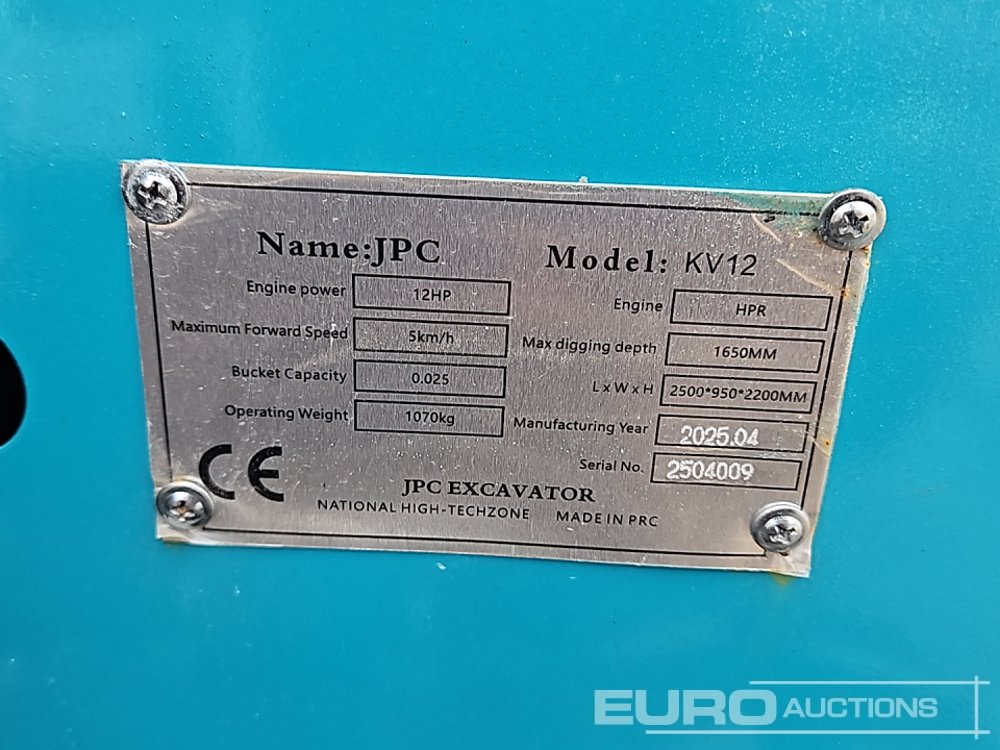 Name:JPC Model: KV12
Engine power 12HP Engine HPR
Maximum Forward Speed 5km/h Max digging depth 1650MM
Bucket Capacity 0.025 LxWxH 2500*950*2200MM
Operating Weight 1070kg Manufacturing Year 2025.04
Serial No. 2504009
CE
JPC EXCAVATOR
NATIONAL HIGH-TECHZONE MADE IN PRC
EURO AUCTIONS